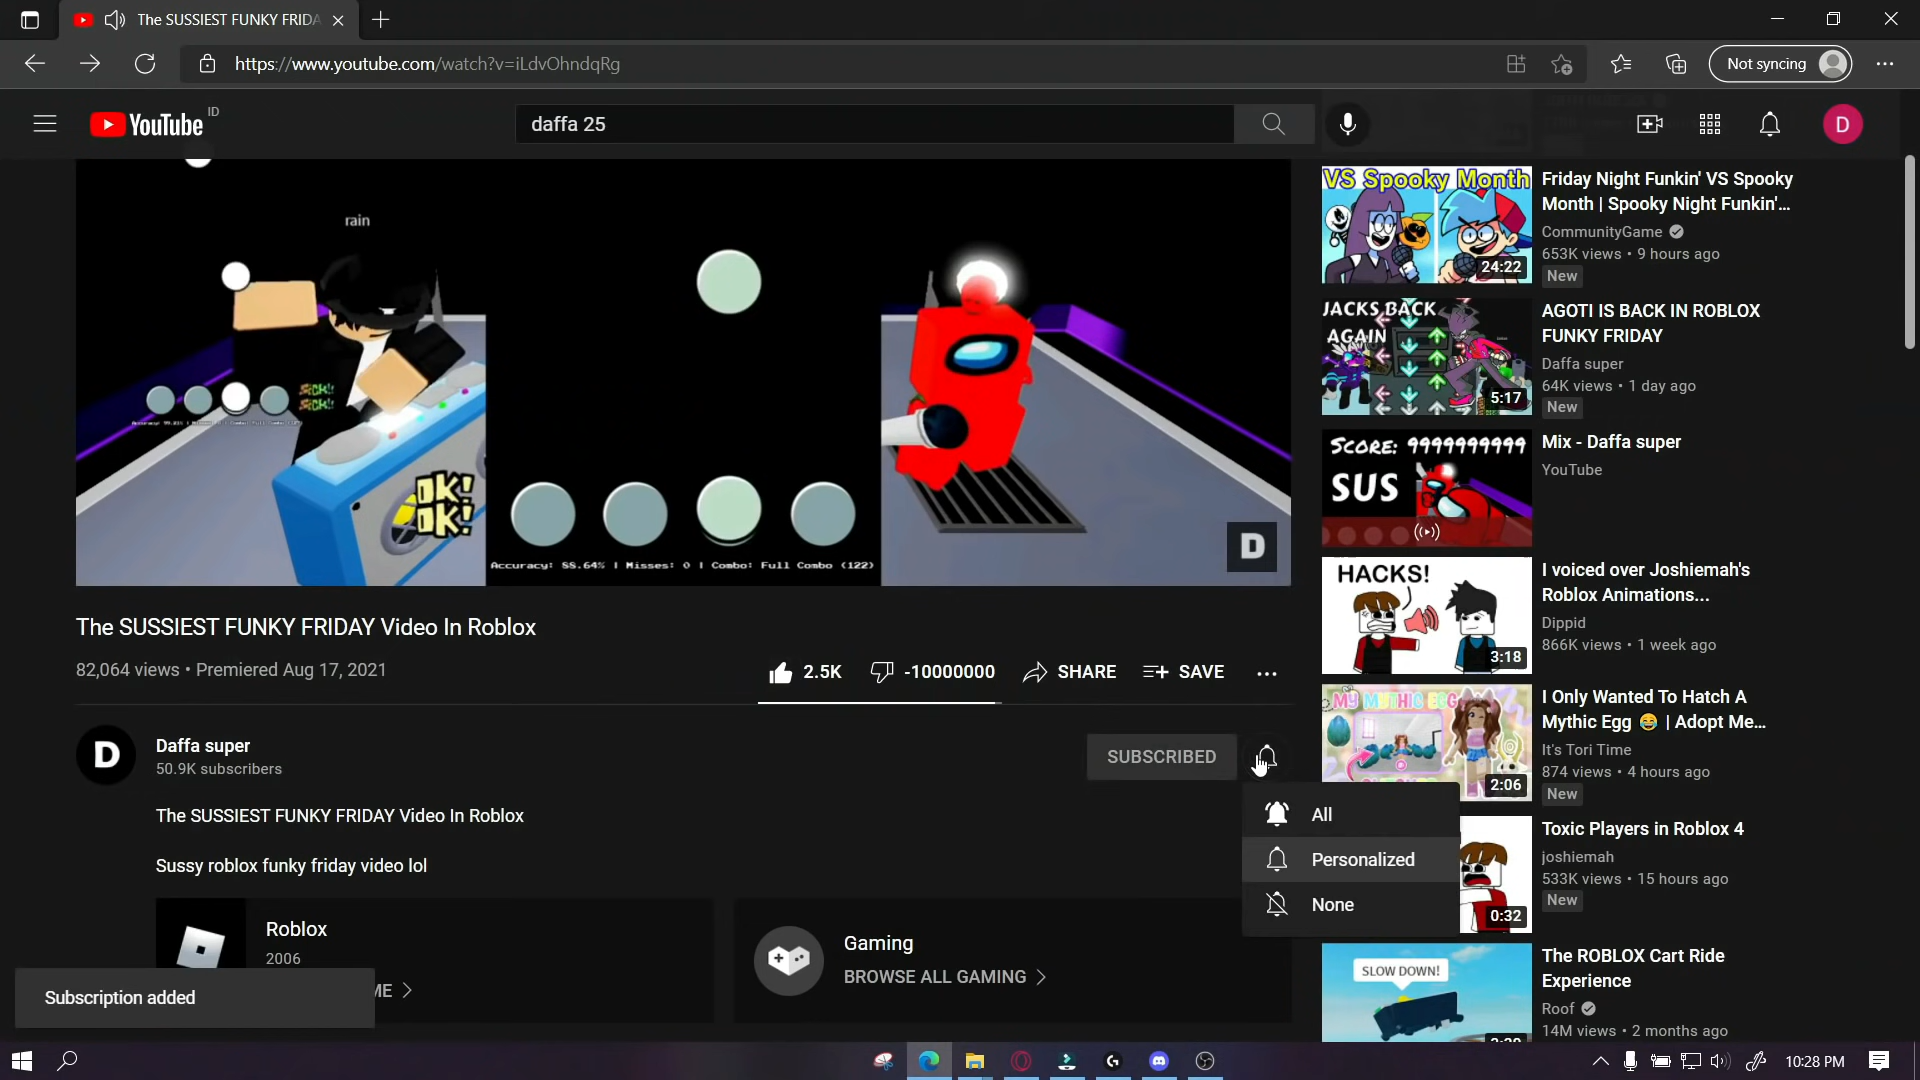 The SUSSIEST FUNKY FRIDA
https://www.youtube.com/watch?v=iLdvOhndqRg
Not syncing
YouTube ID
daffa 25
D
rain
SICK!!
SICK!!
OK!
OK!
Accuracy: 88.64% | Misses: 0 | Combo: Full Combo (122)
D
The SUSSIEST FUNKY FRIDAY Video In Roblox
82,064 views • Premiered Aug 17, 2021
2.5K
-10000000
SHARE
SAVE
D
Daffa super
50.9K subscribers
SUBSCRIBED
All
Personalized
None
The SUSSIEST FUNKY FRIDAY Video In Roblox
Sussy roblox funky friday video lol
Roblox
2006
ME
Gaming
BROWSE ALL GAMING
Subscription added
VS Spooky Month
24:22
Friday Night Funkin' VS Spooky
Month | Spooky Night Funkin'...
CommunityGame
653K views • 9 hours ago
New
JACKS BACK
AGAIN
5:17
AGOTI IS BACK IN ROBLOX
FUNKY FRIDAY
Daffa super
64K views • 1 day ago
New
SCORE: 9999999999
SUS
Mix - Daffa super
YouTube
HACKS!
3:18
I voiced over Joshiemah's
Roblox Animations...
Dippid
866K views • 1 week ago
MY MYTHIC EGG
2:06
I Only Wanted To Hatch A
Mythic Egg 😂 | Adopt Me...
It's Tori Time
874 views • 4 hours ago
New
0:32
Toxic Players in Roblox 4
joshiemah
533K views • 15 hours ago
New
SLOW DOWN!
The ROBLOX Cart Ride
Experience
Roof
14M views • 2 months ago
10:28 PM